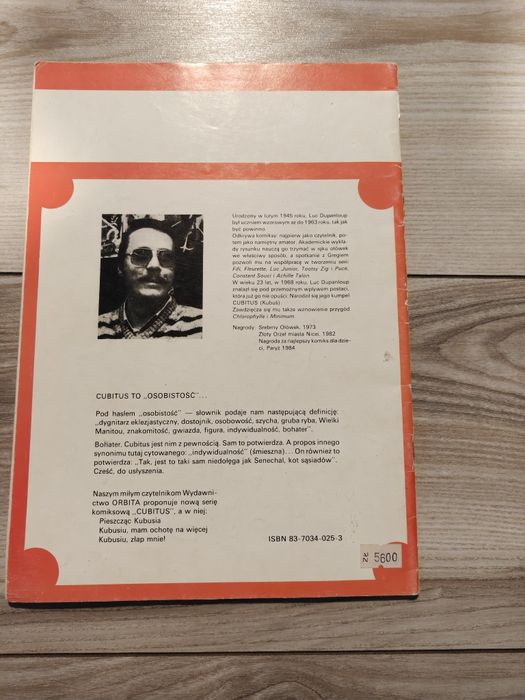 Urodzony w lutym 1945 roku, Luc Dupanloup
był uczniem wzorowym aż do 1963 roku, tak jak
być powinno.
Odkrywa komiksy: najpierw jako czytelnik, po-
tem jako namiętny amator. Akademickie wykła-
dy rysunku nauczą go trzymać w ręku ołówek
we właściwy sposób, a spotkanie z Gregiem
pozwoli mu na współpracę w tworzeniu serii
Fifi, Fleurette, Luc Junior, Tootsy Zig i Puce,
Constant Souci i Achille Talon.
W wieku 23 lat, w 1968 roku, Luc Dupanloup
znalazł się pod przemożnym wpływem postaci,
która już go nie opuści. Narodził się jego kumpel
CUBITUS (Kubuś).
Zawdzięcza się mu także wznowienie przygód
Chlorophylle i Minimum.
Nagrody: Srebrny Ołówek, 1973
Złoty Orzeł miasta Nicei, 1982
Nagroda za najlepszy komiks dla dzie-
ci, Paryż 1984
CUBITUS TO „OSOBISTOŚĆ"...
Pod hasłem „osobistość" — słownik podaje nam następującą definicję:
„dygnitarz eklezjastyczny, dostojnik, osobowość, szycha, gruba ryba, Wielki
Manitou, znakomitość, gwiazda, figura, indywidualność, bohater".
Bohater. Cubitus jest nim z pewnością. Sam to potwierdza. A propos innego
synonimu tutaj cytowanego: „indywidualność" (śmieszna)... On również to
potwierdza: „Tak, jest to taki sam niedołęga jak Senechal, kot sąsiadów".
Cześć, do usłyszenia.
Naszym miłym czytelnikom Wydawni-
ctwo ORBITA proponuje nową serię
komiksową „CUBITUS", a w niej:
Pieszcząc Kubusia
Kubusiu, mam ochotę na więcej
Kubusiu, złap mnie!
ISBN 83-7034-025-3
ZŁ 5600